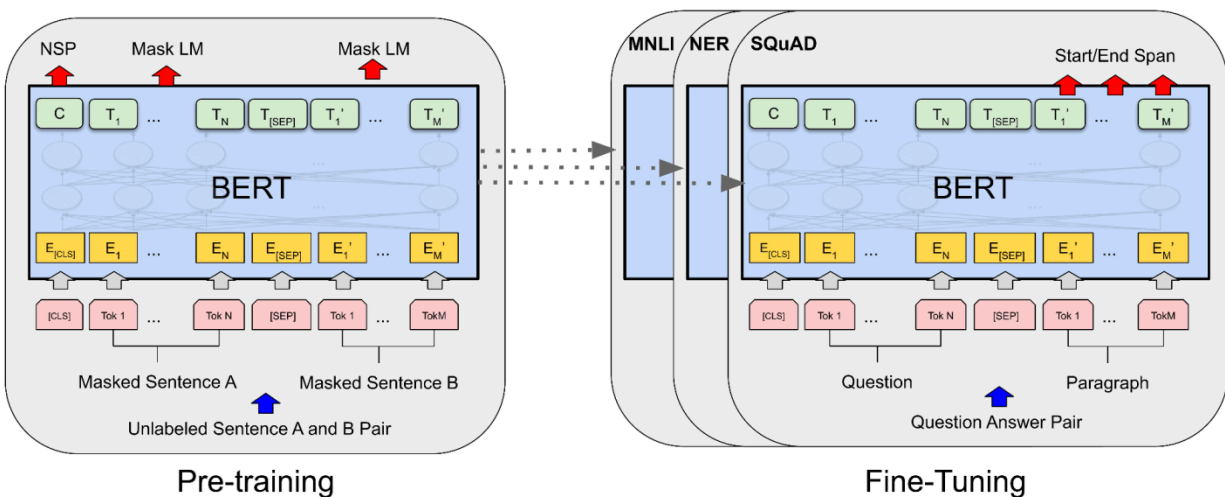 NSP Mask LM Mask LM
C T1 ... TN T[SEP] T1' ... TM'
...
BERT
...
E[CLS] E1 ... EN E[SEP] E1' ... EM'
[CLS] Tok 1 ... Tok N [SEP] Tok 1 ... TokM
Masked Sentence A Masked Sentence B
Unlabeled Sentence A and B Pair
Pre-training
MNLI NER SQuAD
Start/End Span
C T1 ... TN T[SEP] T1' ... TM'
...
BERT
...
E[CLS] E1 ... EN E[SEP] E1' ... EM'
[CLS] Tok 1 ... Tok N [SEP] Tok 1 ... TokM
Question Paragraph
Question Answer Pair
Fine-Tuning